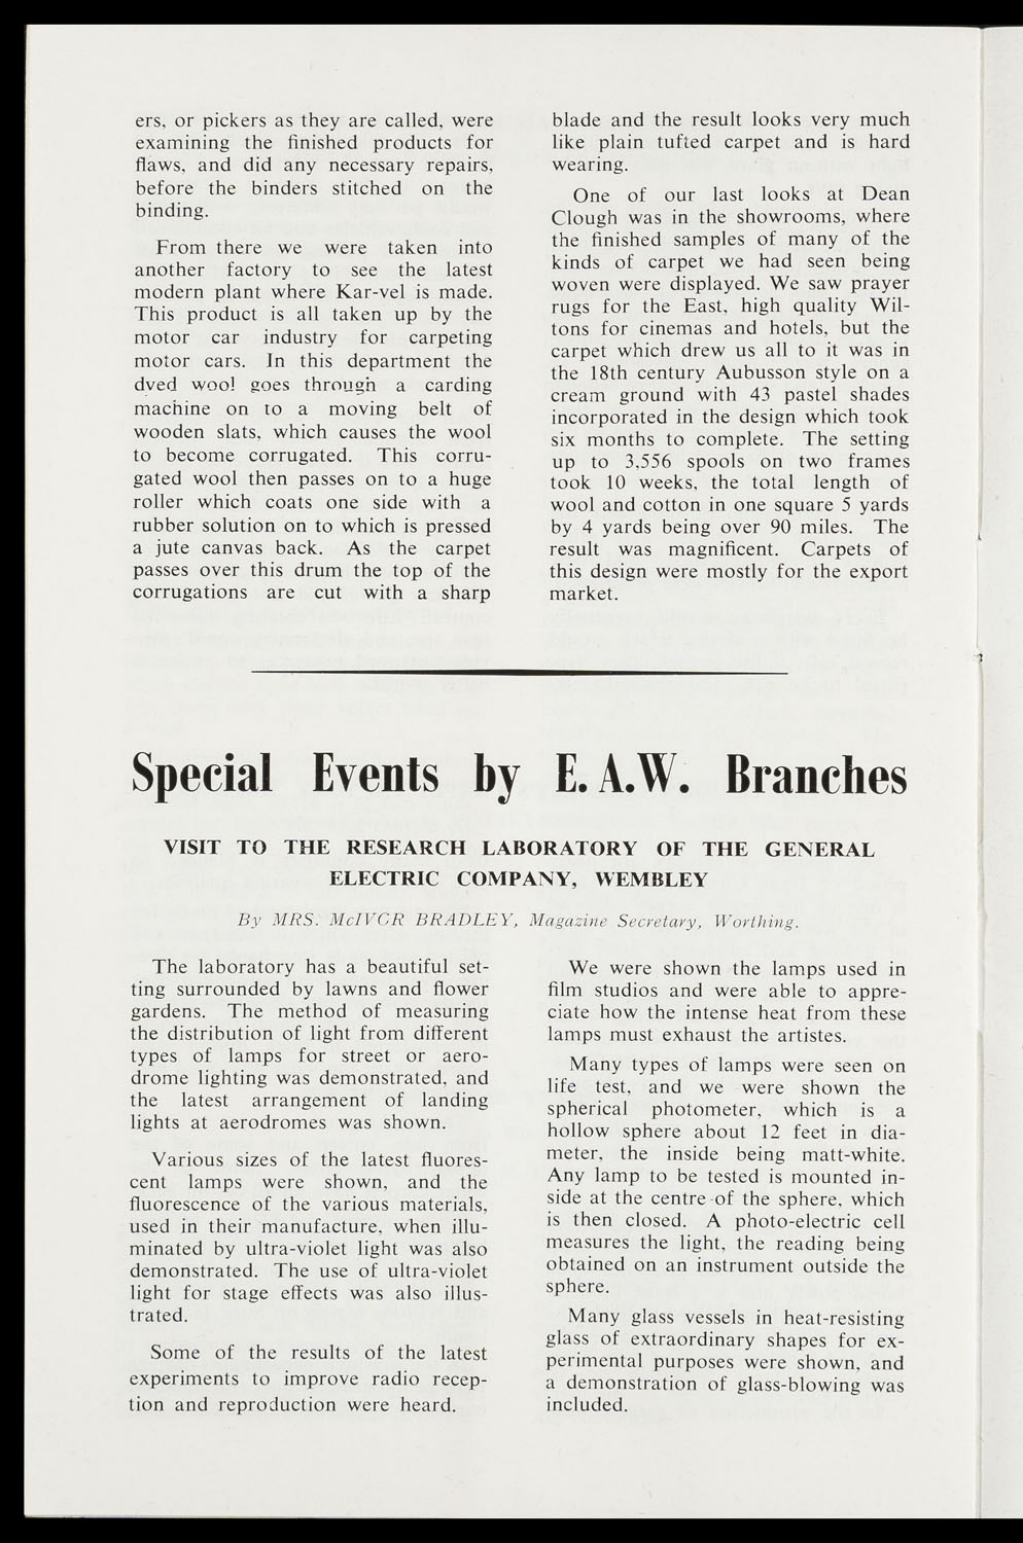 ers, or pickers as they are called, were
examining the finished products for
flaws, and did any necessary repairs,
before the binders stitched on the
binding.
From there we were taken into
another factory to see the latest
modern plant where Kar-vel is made.
This product is all taken up by the
motor car industry for carpeting
motor cars. In this department the
dyed wool goes through a carding
machine on to a moving belt of
wooden slats, which causes the wool
to become corrugated. This corru-
gated wool then passes on to a huge
roller which coats one side with a
rubber solution on to which is pressed
a jute canvas back. As the carpet
passes over this drum the top of the
corrugations are cut with a sharp
blade and the result looks very much
like plain tufted carpet and is hard
wearing.
One of our last looks at Dean
Clough was in the showrooms, where
the finished samples of many of the
kinds of carpet we had seen being
woven were displayed. We saw prayer
rugs for the East, high quality Wil-
tons for cinemas and hotels, but the
carpet which drew us all to it was in
the 18th century Aubusson style on a
cream ground with 43 pastel shades
incorporated in the design which took
six months to complete. The setting
up to 3,556 spools on two frames
took 10 weeks, the total length of
wool and cotton in one square 5 yards
by 4 yards being over 90 miles. The
result was magnificent. Carpets of
this design were mostly for the export
market.
Special Events by E.A.W. Branches
VISIT TO THE RESEARCH LABORATORY OF THE GENERAL
ELECTRIC COMPANY, WEMBLEY
By MRS. McIVCR BRADLEY, Magazine Secretary, Worthing.
The laboratory has a beautiful set-
ting surrounded by lawns and flower
gardens. The method of measuring
the distribution of light from different
types of lamps for street or aero-
drome lighting was demonstrated, and
the latest arrangement of landing
lights at aerodromes was shown.
Various sizes of the latest fluores-
cent lamps were shown, and the
fluorescence of the various materials,
used in their manufacture, when illu-
minated by ultra-violet light was also
demonstrated. The use of ultra-violet
light for stage effects was also illus-
trated.
Some of the results of the latest
experiments to improve radio recep-
tion and reproduction were heard.
We were shown the lamps used in
film studios and were able to appre-
ciate how the intense heat from these
lamps must exhaust the artistes.
Many types of lamps were seen on
life test, and we were shown the
spherical photometer, which is a
hollow sphere about 12 feet in dia-
meter, the inside being matt-white.
Any lamp to be tested is mounted in-
side at the centre of the sphere, which
is then closed. A photo-electric cell
measures the light, the reading being
obtained on an instrument outside the
sphere.
Many glass vessels in heat-resisting
glass of extraordinary shapes for ex-
perimental purposes were shown, and
a demonstration of glass-blowing was
included.